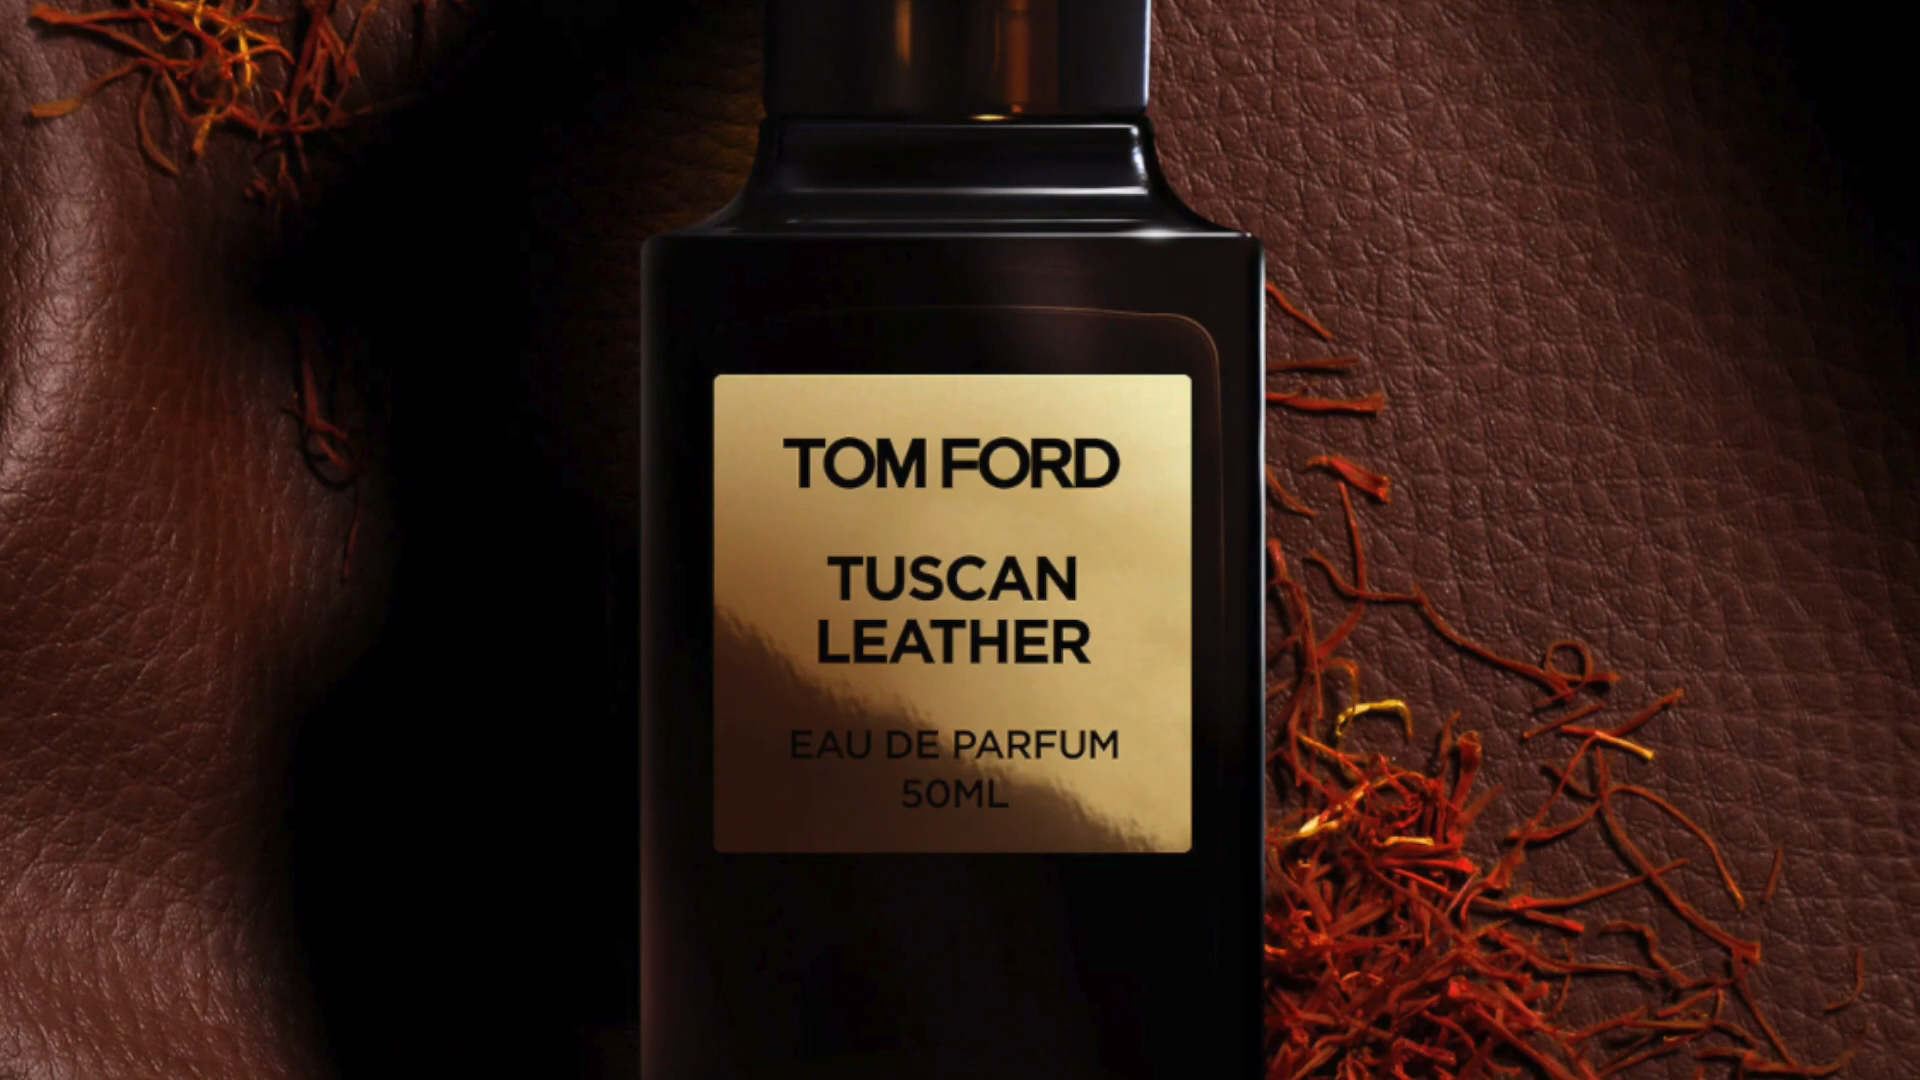 TOM FORD
TUSCAN
LEATHER
EAU DE PARFUM
50ML